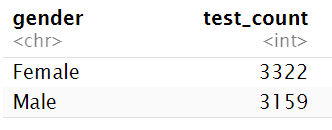 gender test_count
<chr> <int>
Female 3322
Male 3159